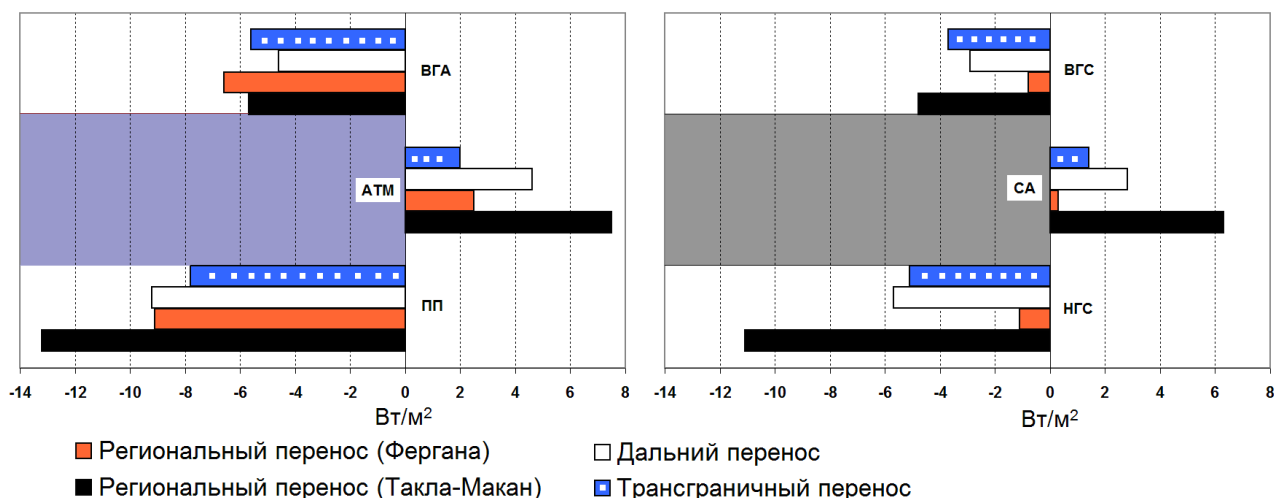 ВГА
АТМ
ПП
-14 -12 -10 -8 -6 -4 -2 0 2 4 6 8
Вт/м²
ВГС
СА
НГС
-14 -12 -10 -8 -6 -4 -2 0 2 4 6 8
Вт/м²
Региональный перенос (Фергана)
Дальний перенос
Региональный перенос (Такла-Макан)
Трансграничный перенос